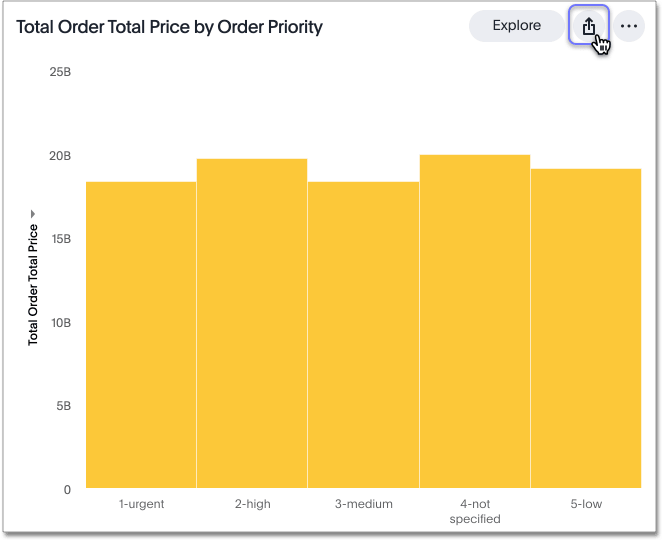 Total Order Total Price by Order Priority
Explore
25B
20B
15B
10B
5B
0
Total Order Total Price
1-urgent
2-high
3-medium
4-not
specified
5-low